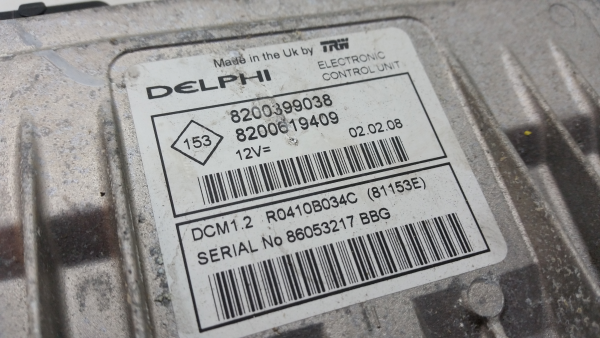 Made in the Uk by TRW
DELPHI
ELECTRONIC
CONTROL UNIT
153
8200399038
8200619409
12V=
02.02.08
DCM1.2 R0410B034C (81153E)
SERIAL No 86053217 BBG